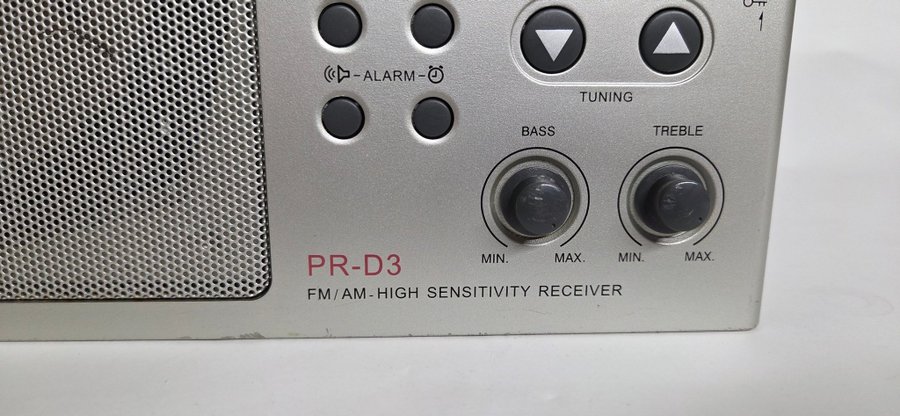 -ALARM-
TUNING
BASS TREBLE
MIN. MAX. MIN. MAX.
PR-D3
FM/AM-HIGH SENSITIVITY RECEIVER